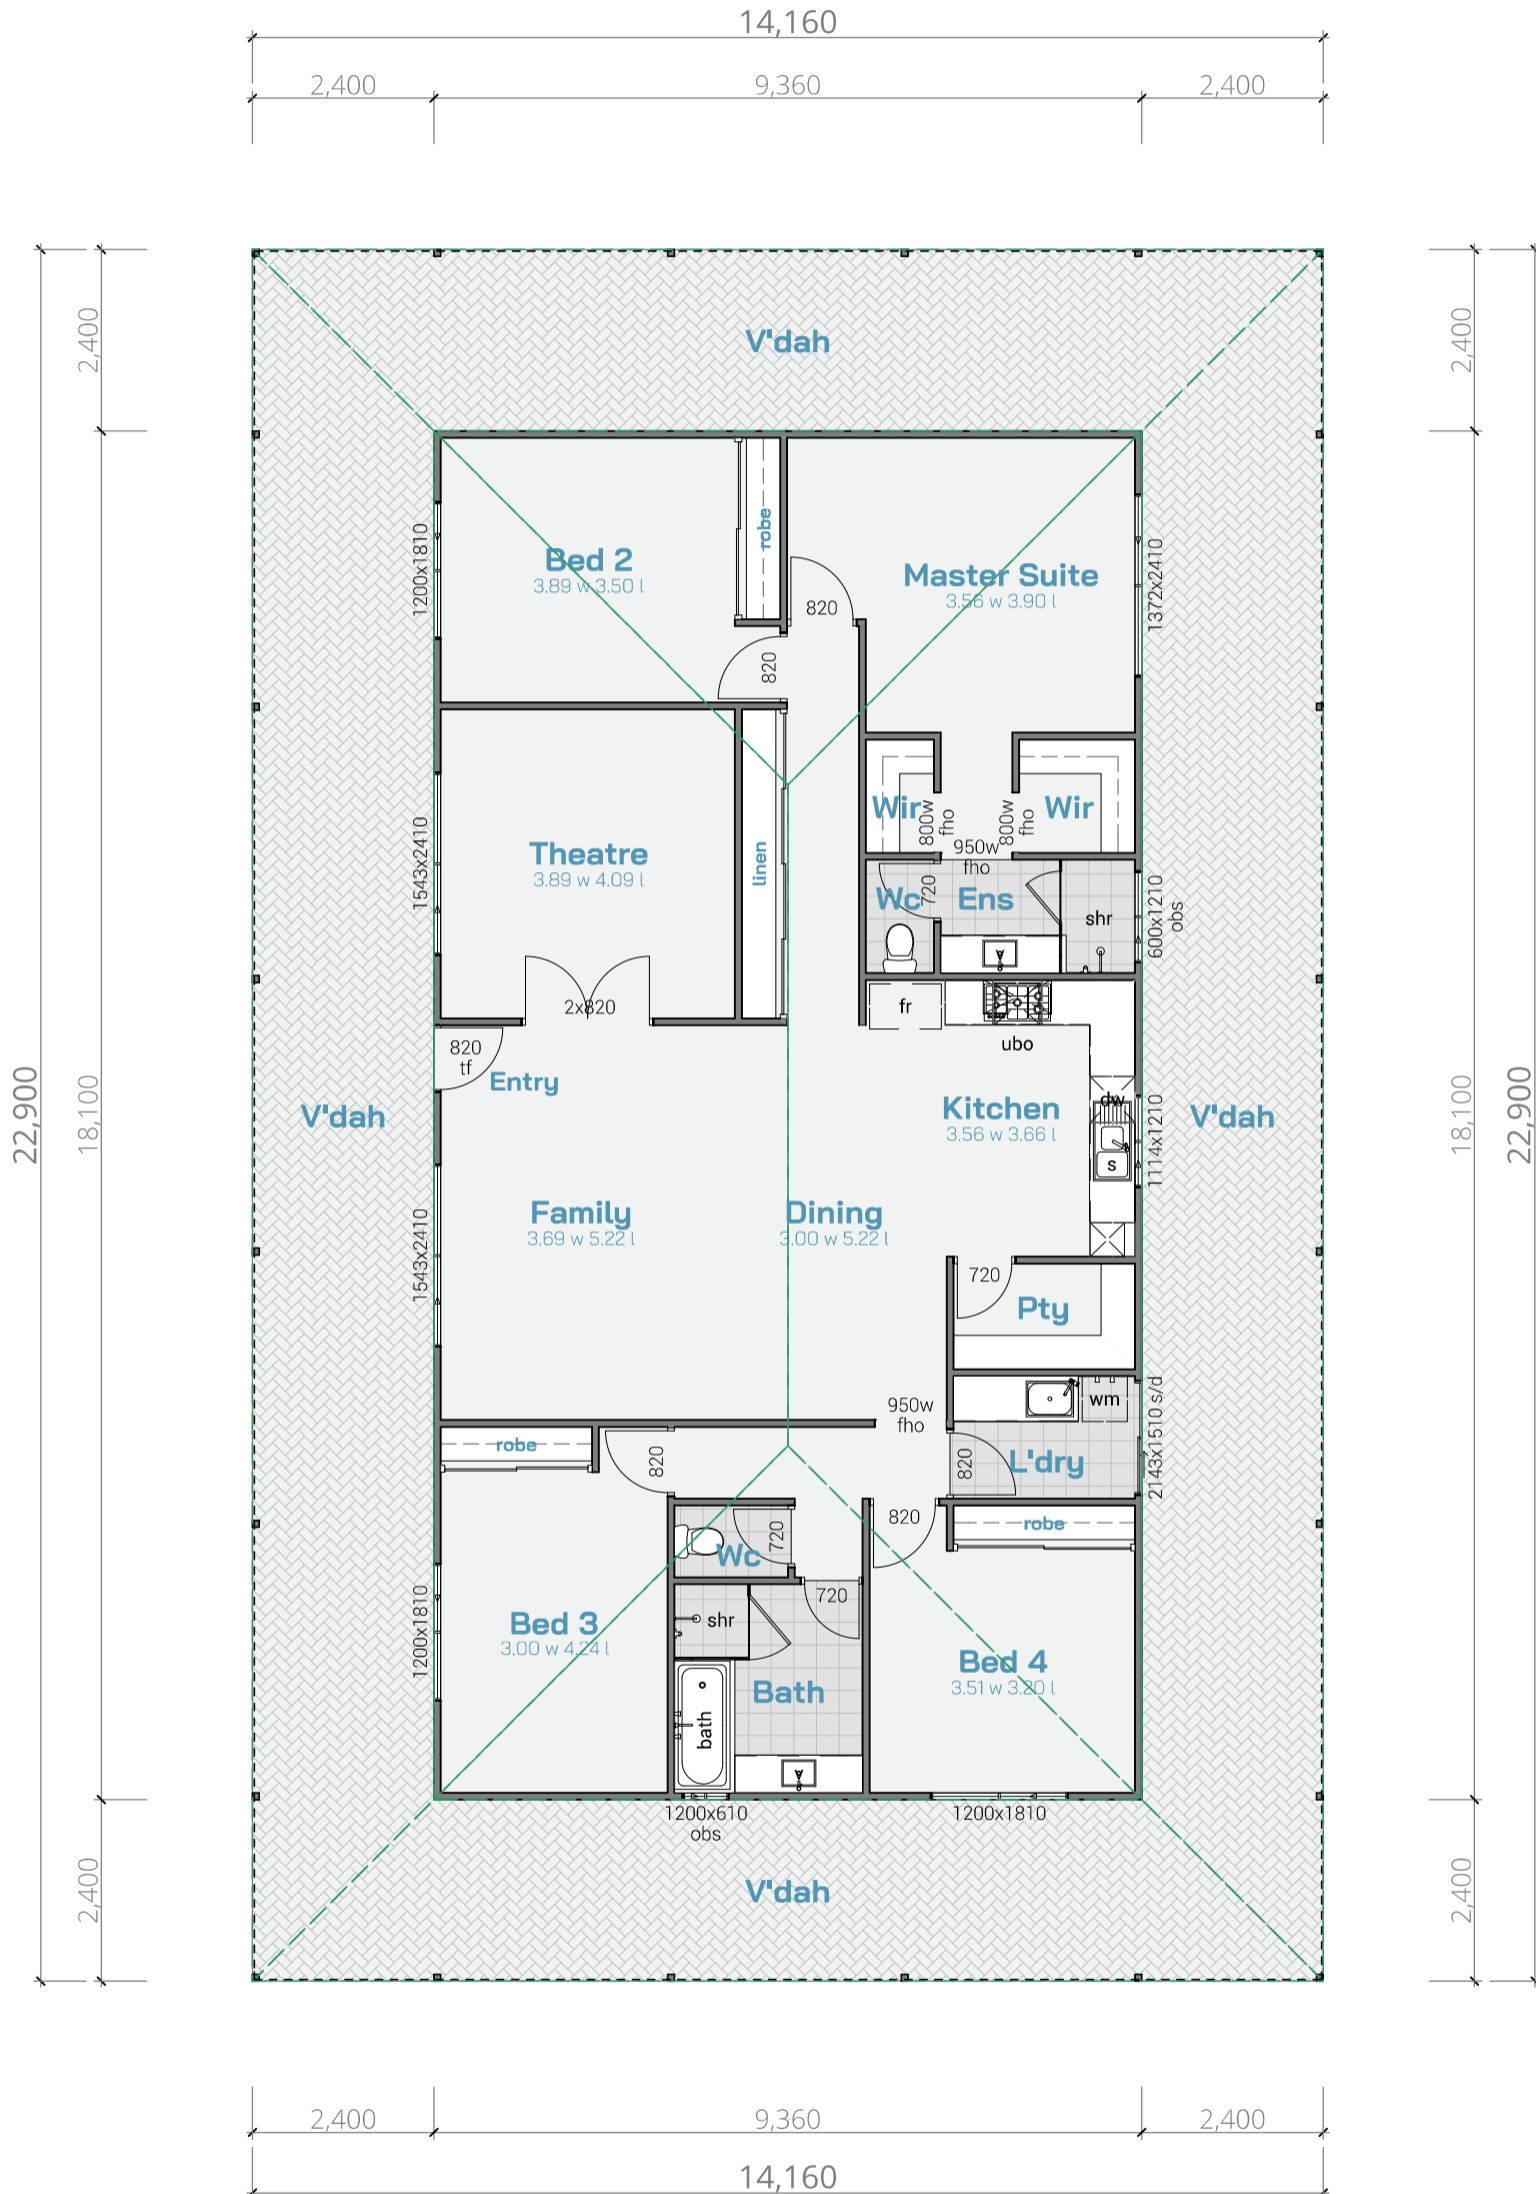 14,160
2,400
9,360
2,400
2,400
2,400
V'dah
robe
Bed 2
3.89 w 3.50 l
1200x1810
Master Suite
3.56 w 3.90 l
1372x2410
820
820
Wir
Wir
800w
fho
800w
fho
950w
fho
Theatre
3.89 w 4.09 l
1543x2410
linen
Wc
720
Ens
shr
600x1210
obs
2x820
fr
ubo
820
tf
Entry
Kitchen
3.56 w 3.66 l
dw
s
1114x1210
V'dah
V'dah
22,900
18,100
18,100
22,900
Family
3.69 w 5.22 l
Dining
3.00 w 5.22 l
1543x2410
720
Pty
950w
fho
wm
2143x1510 s/d
robe
820
820
L'dry
820
robe
Wc
720
720
shr
Bed 3
3.00 w 4.24 l
1200x1810
Bed 4
3.51 w 3.20 l
Bath
bath
1200x610
obs
1200x1810
V'dah
2,400
2,400
2,400
9,360
2,400
14,160